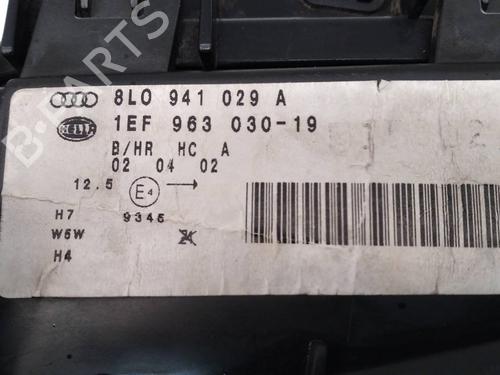 B-PARTS
8L0 941 029 A
HELLA
1EF 963 030-19
B/HR HC A
02 04 02
12.5
E4
9345
H7
W5W
H4